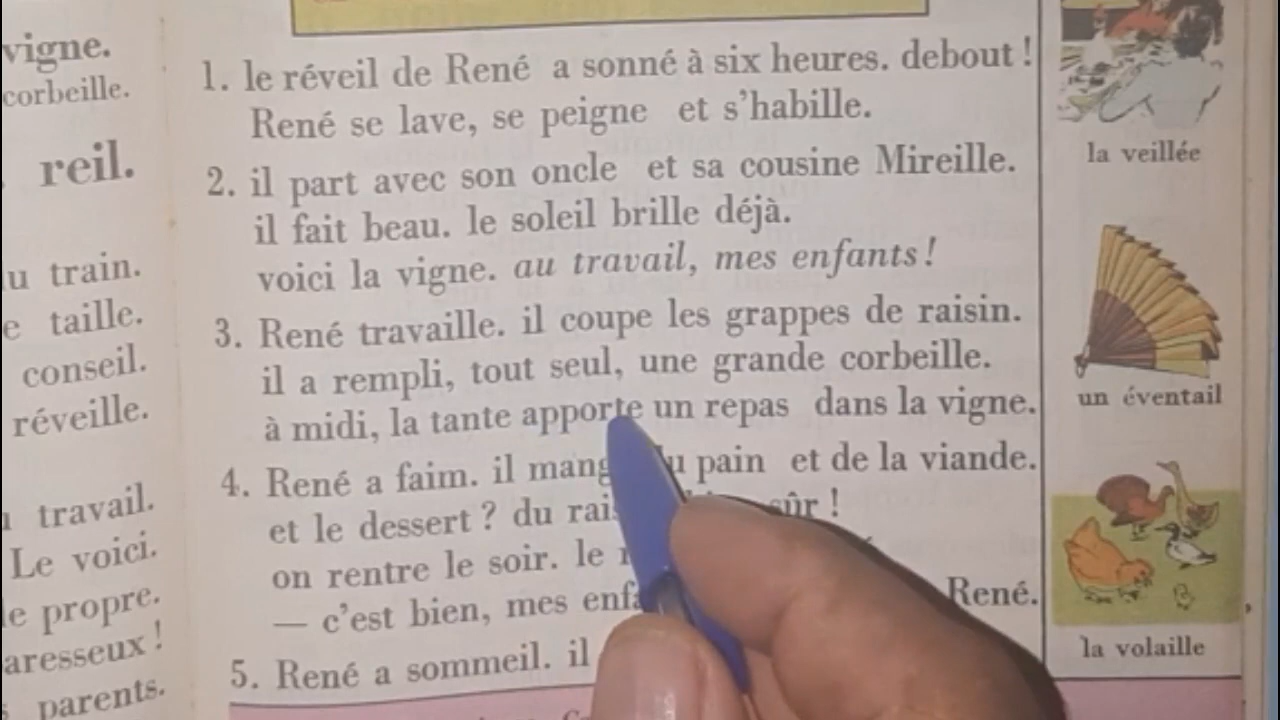 vigne.
corbeille.
reil.
u train.
e taille.
conseil.
réveille.
travail.
Le voici.
le propre.
aresseux !
parents.
1. le réveil de René a sonné à six heures. debout !
René se lave, se peigne et s'habille.
2. il part avec son oncle et sa cousine Mireille.
il fait beau. le soleil brille déjà.
voici la vigne. au travail, mes enfants !
3. René travaille. il coupe les grappes de raisin.
il a rempli, tout seul, une grande corbeille.
à midi, la tante apporte un repas dans la vigne.
4. René a faim. il mang u pain et de la viande.
et le dessert ? du rai sûr !
on rentre le soir. le
— c'est bien, mes enfa René.
5. René a sommeil. il
la veillée
un éventail
la volaille